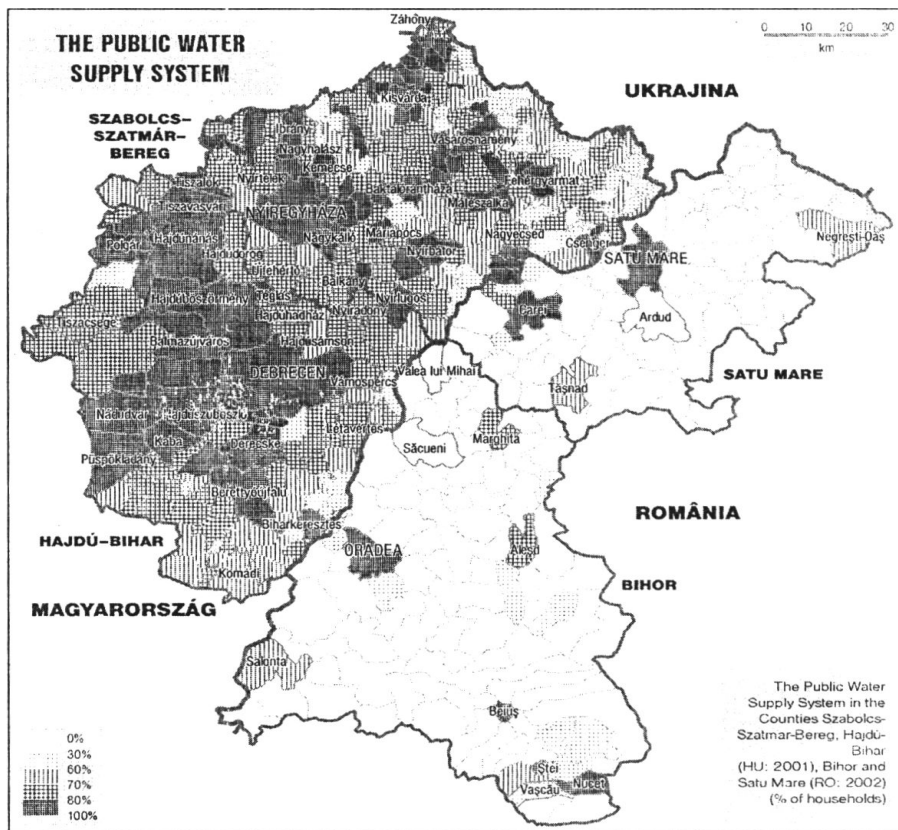 THE PUBLIC WATER
SUPPLY SYSTEM
0 10 20 30
km
UKRAJINA
SZABOLCS–
SZATMÁR–
BEREG
Záhony
Kisvárda
Ibrány
Nagyhalász
Kemecse
Vásárosnamény
Nyírtelek
Baktalórántháza
Fehérgyarmat
Tiszalök
Tiszavasvári
NYÍREGYHÁZA
Mátészalka
Negrești-Oaș
Polgár
Hajdúnánás
Nagykálló
Máriapócs
Nagyecsed
Csenger
SATU MARE
Hajdúdorog
Újfehértó
Nyírbátor
Balkány
Hajdúböszörmény
Téglás
Nyírlugos
Carei
Ardud
Tiszacsege
Hajdúhadház
Nyíradony
Balmazújváros
Hajdúsámson
DEBRECEN
Vámospércs
Valea lui Mihai
Tășnad
SATU MARE
Nádudvar
Hajdúszoboszló
Létavértes
Marghita
Kaba
Derecske
Săcueni
Püspökladány
Berettyóújfalu
Biharkeresztes
ROMÂNIA
HAJDÚ–BIHAR
ORADEA
Aleșd
Komádi
BIHOR
MAGYARORSZÁG
Salonta
Beiuș
Ștei
Vașcău
Nucet
The Public Water
Supply System in the
Counties Szabolcs-
Szatmar-Bereg, Hajdú-
Bihar
(HU: 2001), Bihor and
Satu Mare (RO: 2002)
(% of households)
0%
30%
60%
70%
80%
100%